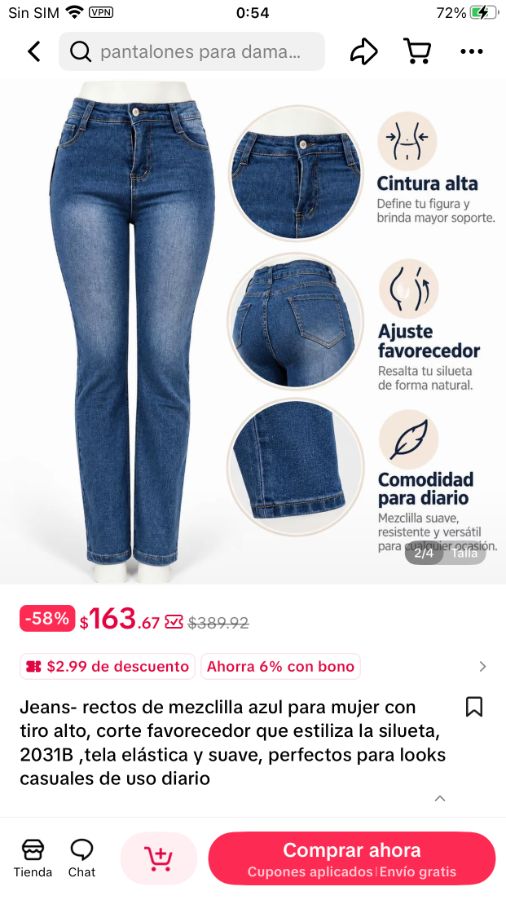 Sin SIM VPN 0:54 72%
pantalones para dama...
Cintura alta
Define tu figura y
brinda mayor soporte.
Ajuste
favorecedor
Resalta tu silueta
de forma natural.
Comodidad
para diario
Mezclilla suave,
resistente y versátil
para cualquier ocasión.
2/4 Talla
-58% $163.67 $389.92
$2.99 de descuento Ahorra 6% con bono
Jeans- rectos de mezclilla azul para mujer con
tiro alto, corte favorecedor que estiliza la silueta,
2031B ,tela elástica y suave, perfectos para looks
casuales de uso diario
Comprar ahora
Tienda Chat Cupones aplicados | Envío gratis